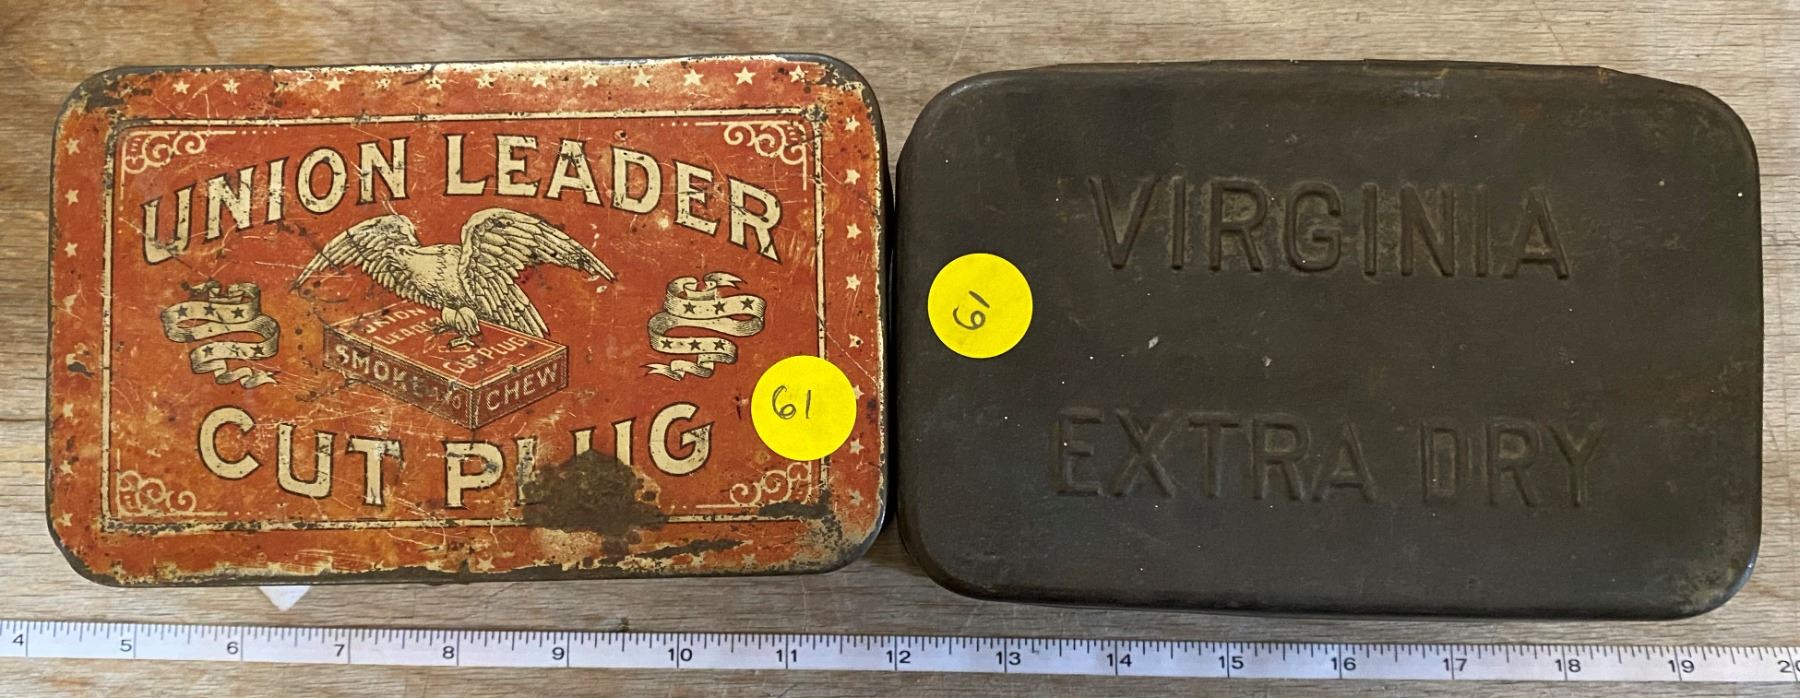 UNION LEADER
UNION
LEADER
CUT PLUG
SMOKE OR CHEW
CUT PLUG
61
VIRGINIA
EXTRA DRY
61
4 5 6 7 8 9 10 11 12 13 14 15 16 17 18 19